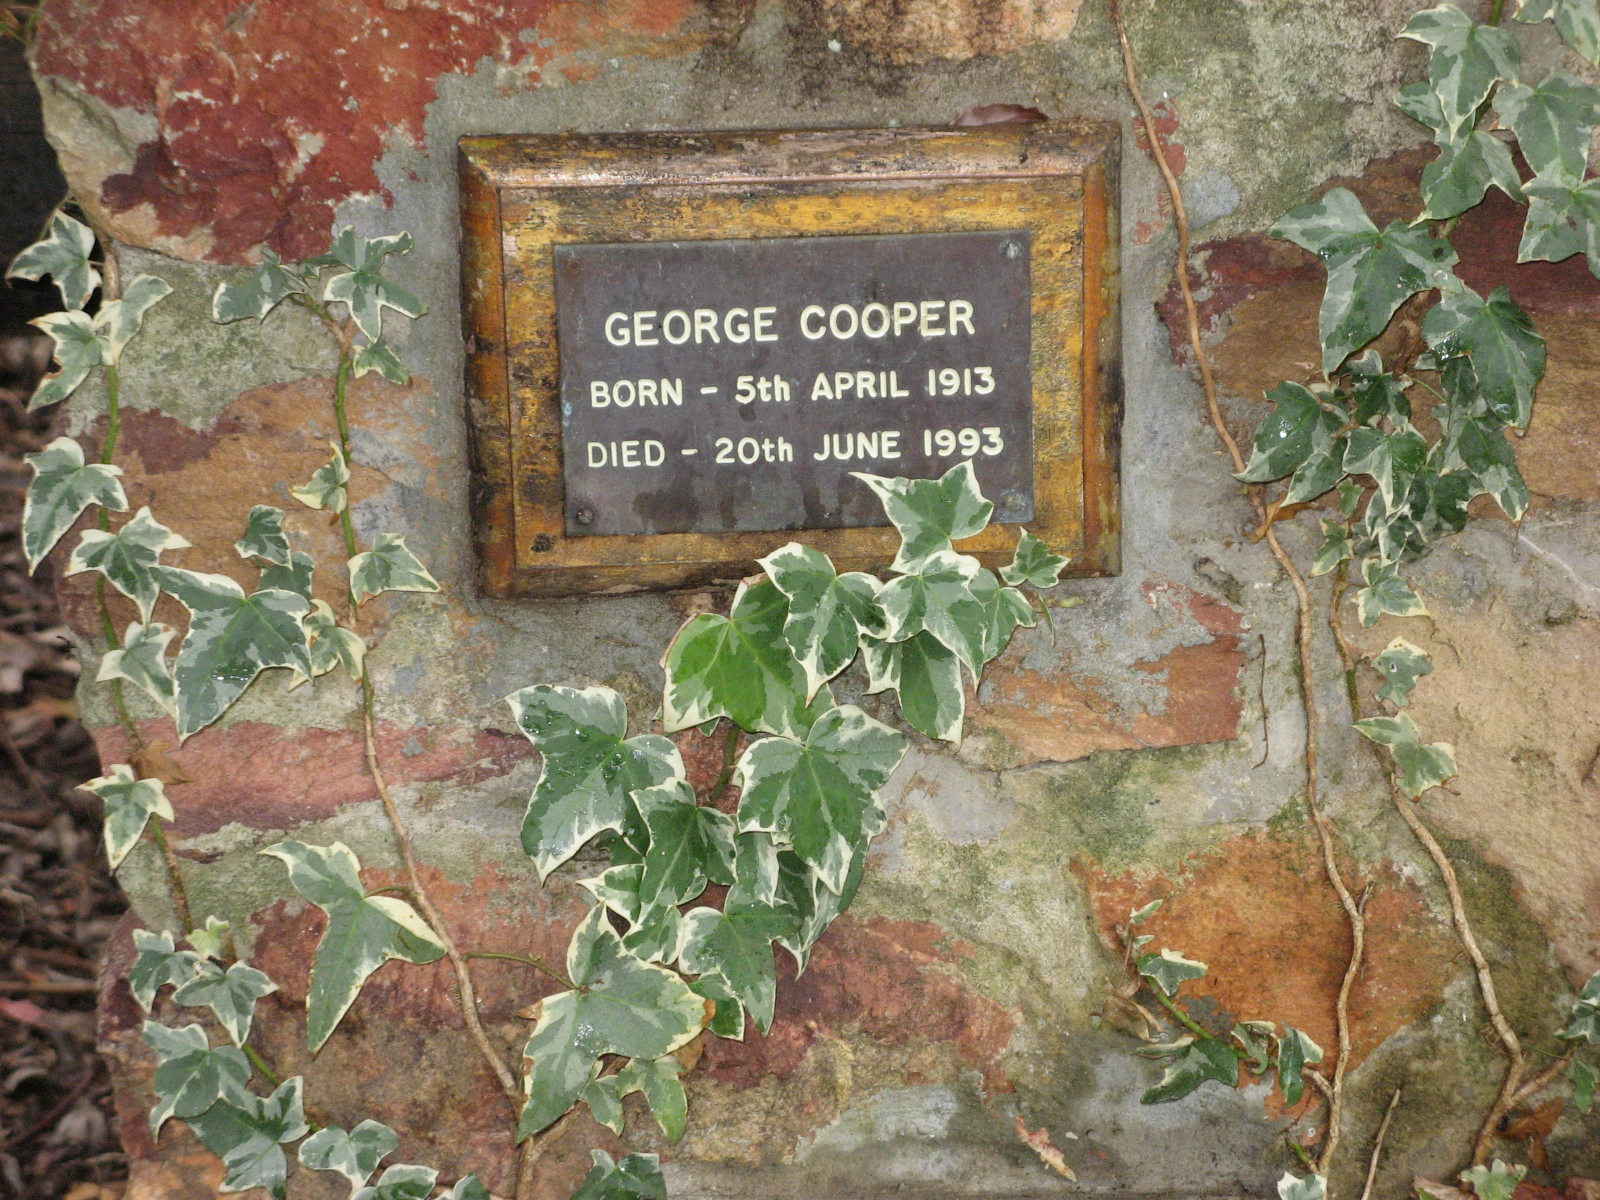 GEORGE COOPER
BORN - 5th APRIL 1913
DIED - 20th JUNE 1993